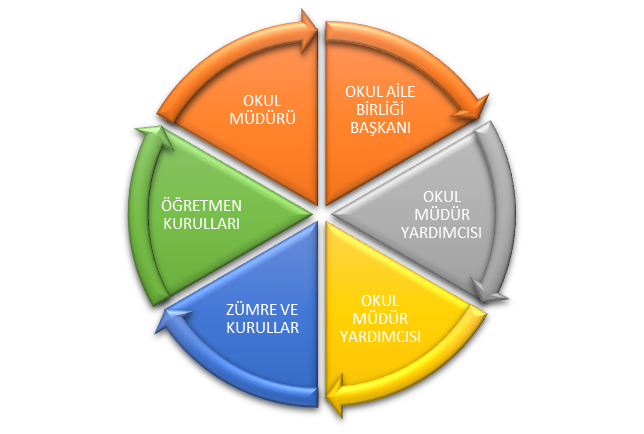 OKUL
MÜDÜRÜ
OKUL AİLE
BİRLİĞİ
BAŞKANI
OKUL
MÜDÜR
YARDIMCISI
OKUL
MÜDÜR
YARDIMCISI
ZÜMRE VE
KURULLAR
ÖĞRETMEN
KURULLARI